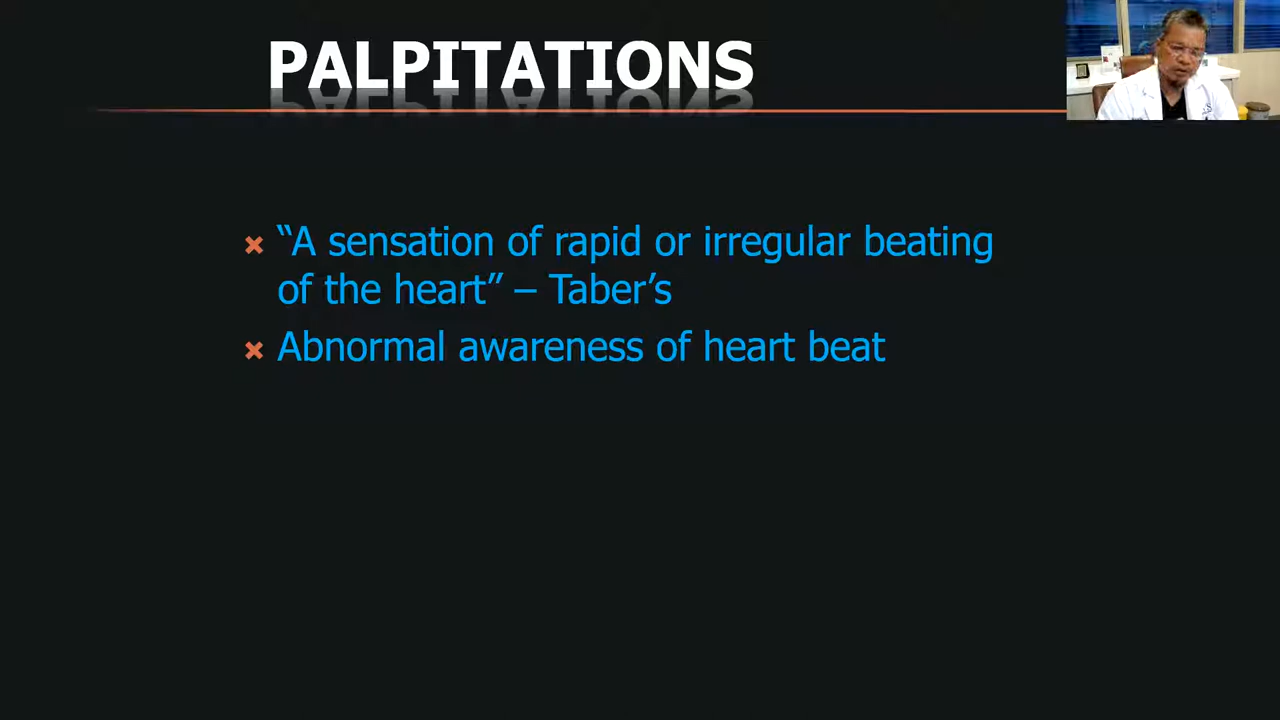 PALPITATIONS
“A sensation of rapid or irregular beating
of the heart” – Taber’s
Abnormal awareness of heart beat